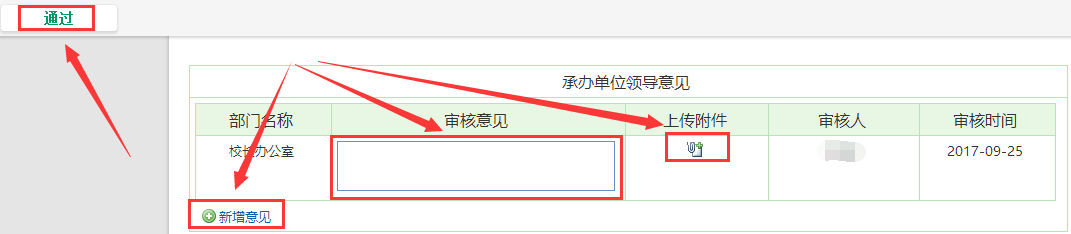 通过
承办单位领导意见
部门名称 审核意见 上传附件 审核人 审核时间
校长办公室 2017-09-25
新增意见